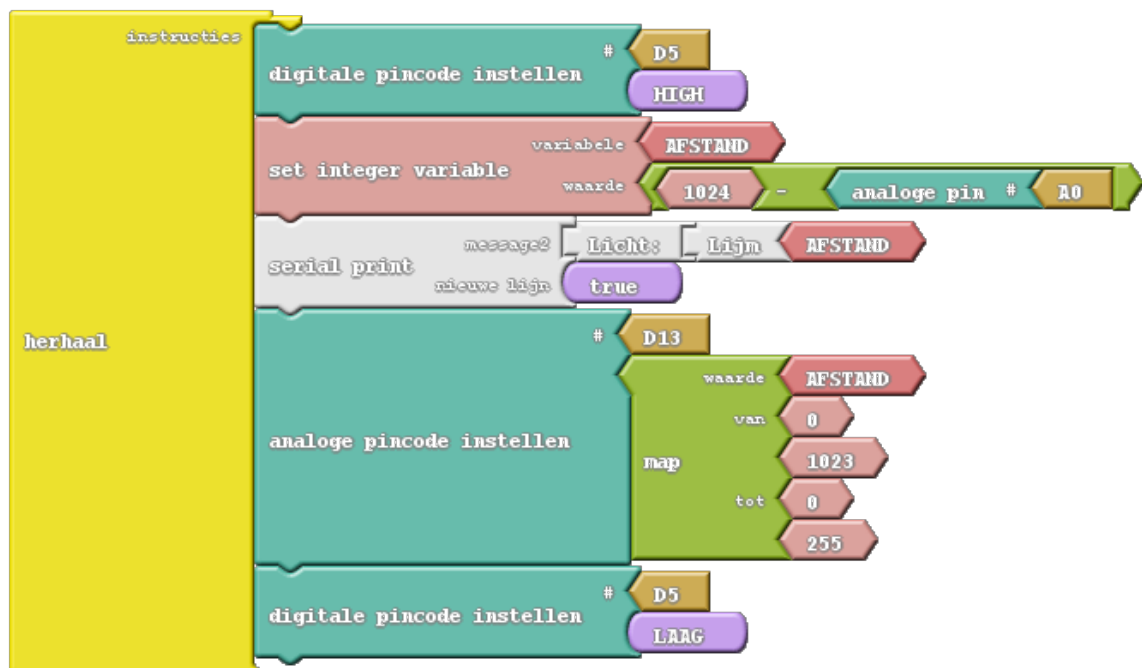 instructies
digitale pincode instellen # D5
HIGH
set integer variable variabele AFSTAND
waarde 1024 - analoge pin # A0
serial print message2 Licht: Lijm AFSTAND
nieuwe lijn true
herhaal
analoge pincode instellen # D13
map waarde AFSTAND
van 0
1023
tot 0
255
digitale pincode instellen # D5
LAAG